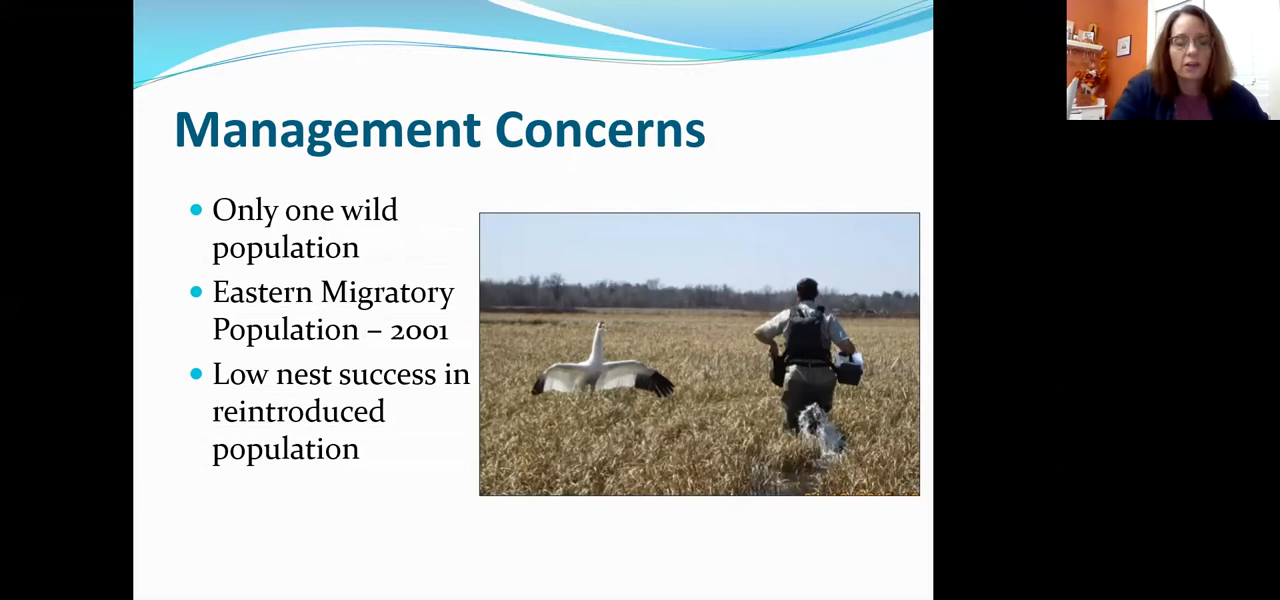 Management Concerns
Only one wild
population
Eastern Migratory
Population – 2001
Low nest success in
reintroduced
population